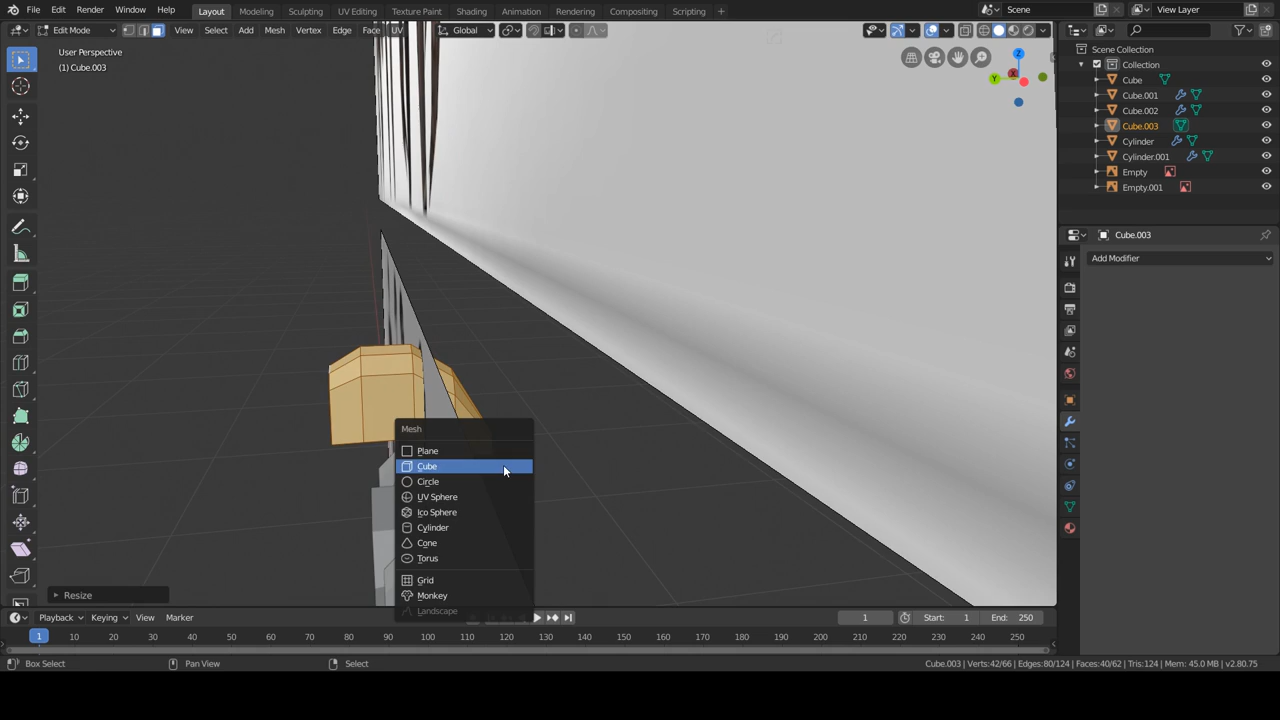 File Edit Render Window Help Layout Modeling Sculpting UV Editing Texture Paint Shading Animation Rendering Compositing Scripting Scene View Layer
Edit Mode View Select Add Mesh Vertex Edge Face UV Global
User Perspective
(1) Cube.003
Z
Y
X
Scene Collection
Collection
Cube
Cube.001
Cube.002
Cube.003
Cylinder
Cylinder.001
Empty
Empty.001
Cube.003
Add Modifier
Mesh
Plane
Cube
Circle
UV Sphere
Ico Sphere
Cylinder
Cone
Torus
Grid
Monkey
Landscape
Resize
Playback Keying View Marker 1 Start: 1 End: 250
1 10 20 30 40 50 60 70 80 90 100 110 120 130 140 150 160 170 180 190 200 210 220 230 240 250
Box Select Pan View Select Cube.003 | Verts:42/66 | Edges:80/124 | Faces:40/62 | Tris:124 | Mem: 45.0 MB | v2.80.75